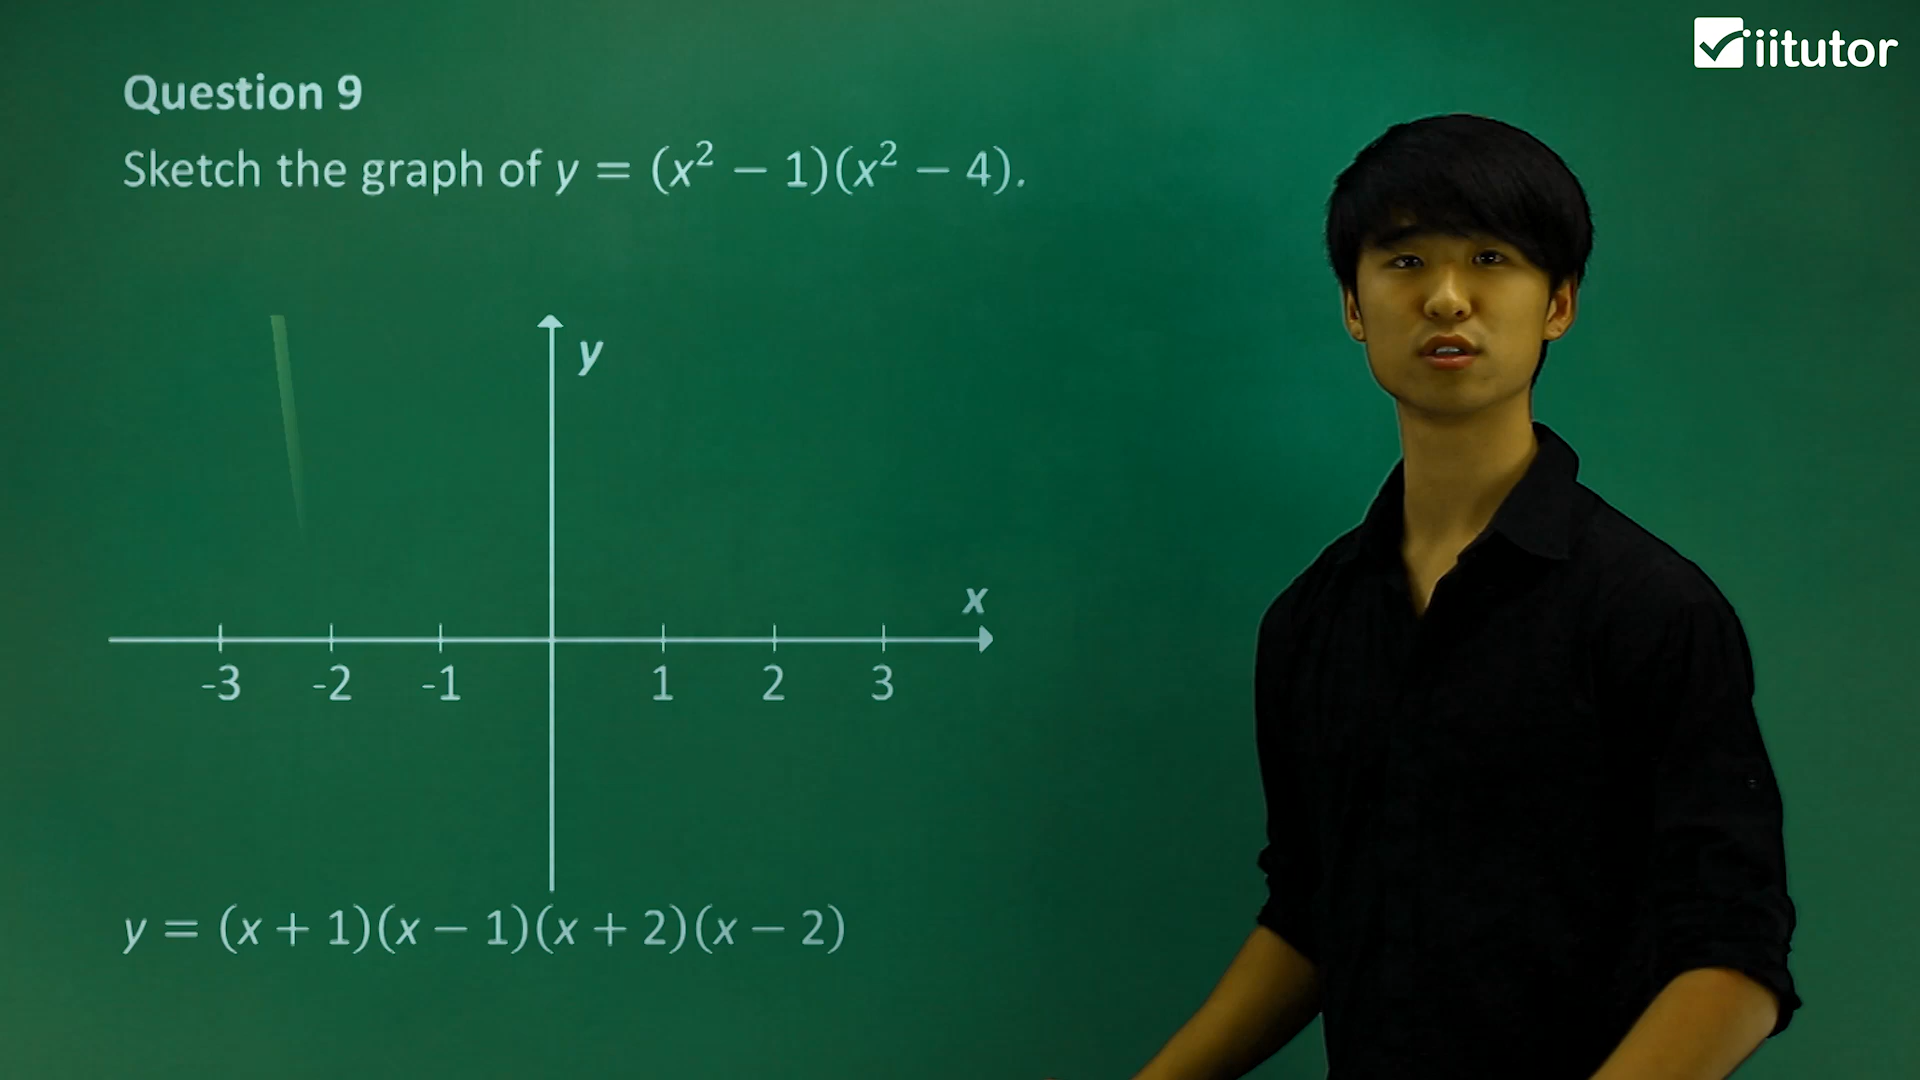 iitutor
Question 9
Sketch the graph of y = (x² − 1)(x² − 4).
y
x
-3 -2 -1 1 2 3
y = (x + 1)(x − 1)(x + 2)(x − 2)